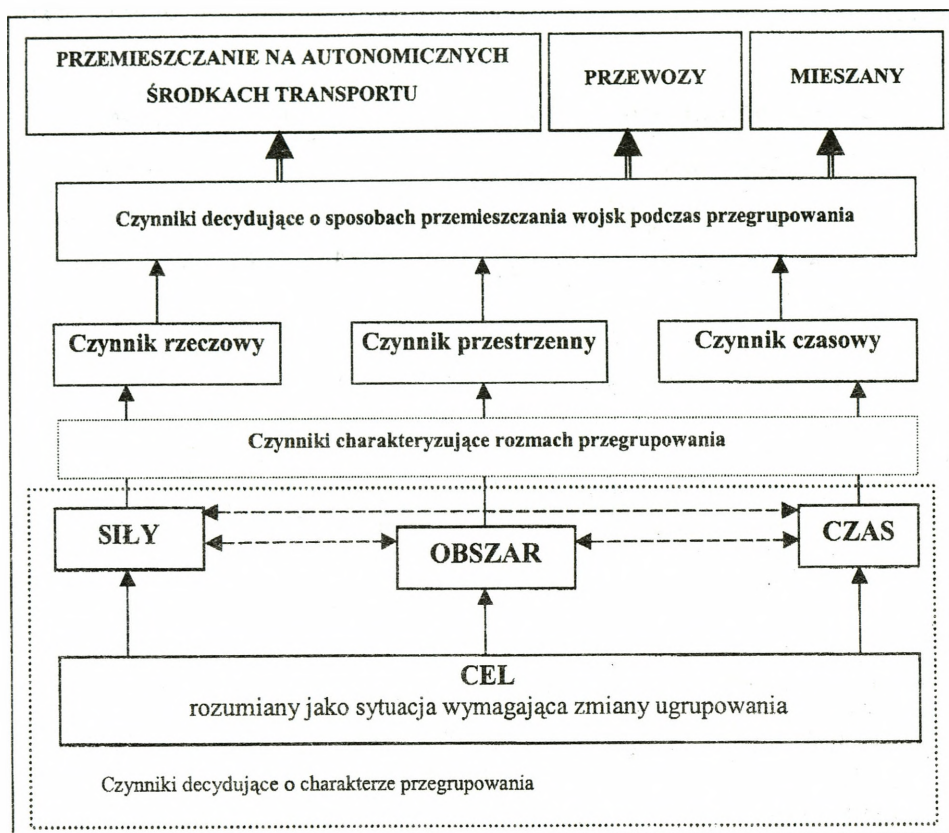 PRZEMIESZCZANIE NA AUTONOMICZNYCH
ŚRODKACH TRANSPORTU
PRZEWOZY
MIESZANY
Czynniki decydujące o sposobach przemieszczania wojsk podczas przegrupowania
Czynnik rzeczowy
Czynnik przestrzenny
Czynnik czasowy
Czynniki charakteryzujące rozmach przegrupowania
SIŁY
OBSZAR
CZAS
CEL
rozumiany jako sytuacja wymagająca zmiany ugrupowania
Czynniki decydujące o charakterze przegrupowania